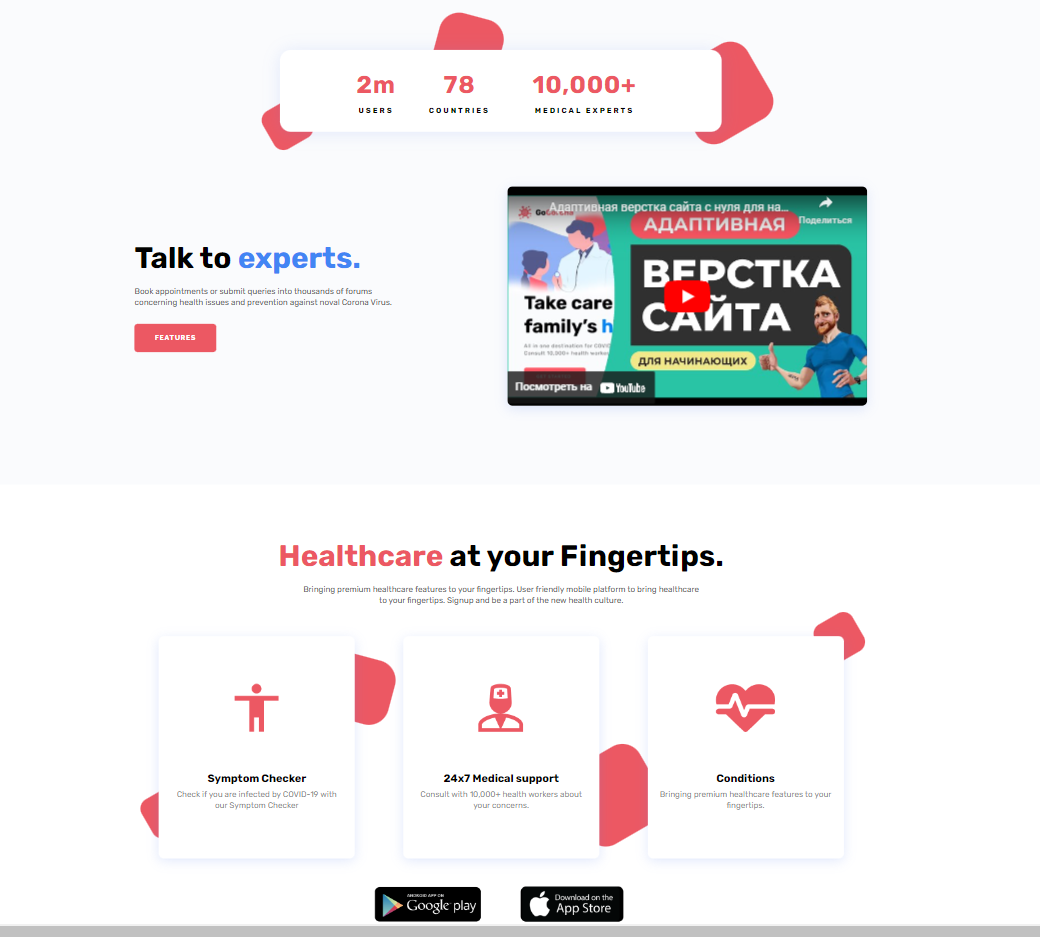 2m
USERS
78
COUNTRIES
10,000+
MEDICAL EXPERTS
Talk to experts.
Book appointments or submit queries into thousands of forums
concerning health issues and prevention against noval Corona Virus.
FEATURES
Адаптивная верстка сайта с нуля для на...
Поделиться
АДАПТИВНАЯ
ВЕРСТКА
САЙТА
ДЛЯ НАЧИНАЮЩИХ
Take care
family's h
All in one destination for COVID
Consult 10,000+ health worker
Посмотреть на YouTube
Healthcare at your Fingertips.
Bringing premium healthcare features to your fingertips. User friendly mobile platform to bring healthcare
to your fingertips. Signup and be a part of the new health culture.
Symptom Checker
Check if you are infected by COVID-19 with
our Symptom Checker
24x7 Medical support
Consult with 10,000+ health workers about
your concerns.
Conditions
Bringing premium healthcare features to your
fingertips.
ANDROID APP ON
Google play
Download on the
App Store